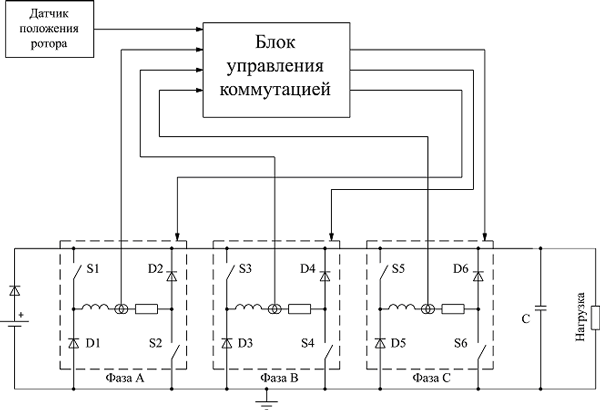 Датчик
положения
ротора
Блок
управления
коммутацией
S1
D2
S3
D4
S5
D6
+
D1
S2
D3
S4
D5
S6
C
Нагрузка
Фаза A
Фаза B
Фаза C